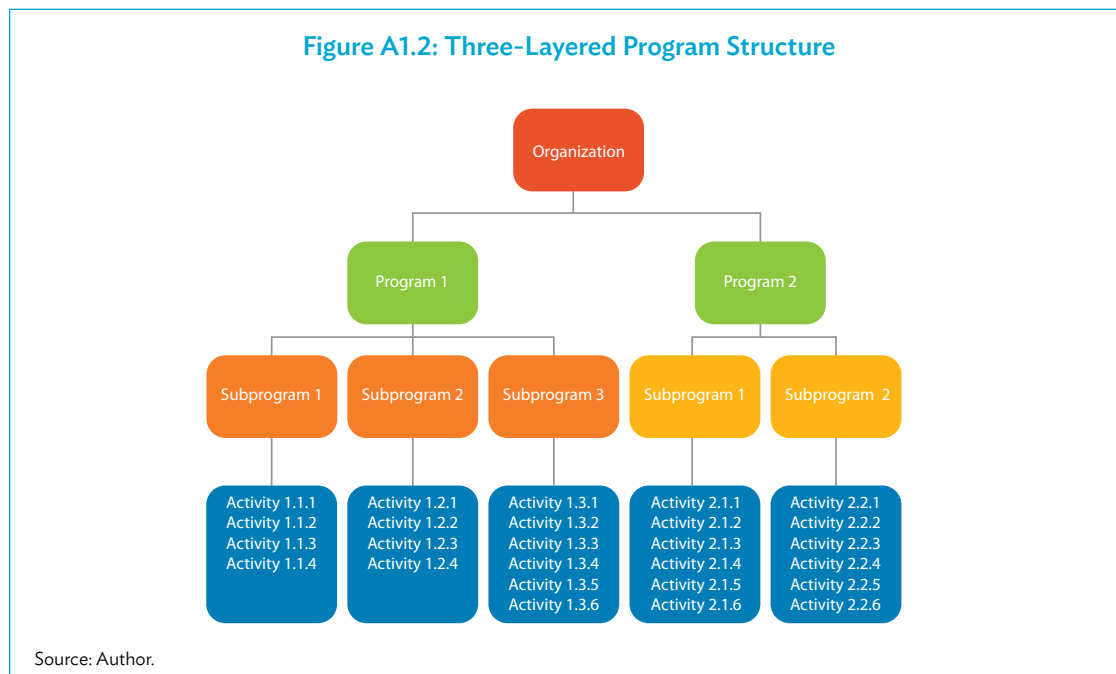 Figure A1.2: Three-Layered Program Structure
Organization
Program 1
Program 2
Subprogram 1
Subprogram 2
Subprogram 3
Subprogram 1
Subprogram 2
Activity 1.1.1
Activity 1.1.2
Activity 1.1.3
Activity 1.1.4
Activity 1.2.1
Activity 1.2.2
Activity 1.2.3
Activity 1.2.4
Activity 1.3.1
Activity 1.3.2
Activity 1.3.3
Activity 1.3.4
Activity 1.3.5
Activity 1.3.6
Activity 2.1.1
Activity 2.1.2
Activity 2.1.3
Activity 2.1.4
Activity 2.1.5
Activity 2.1.6
Activity 2.2.1
Activity 2.2.2
Activity 2.2.3
Activity 2.2.4
Activity 2.2.5
Activity 2.2.6
Source: Author.